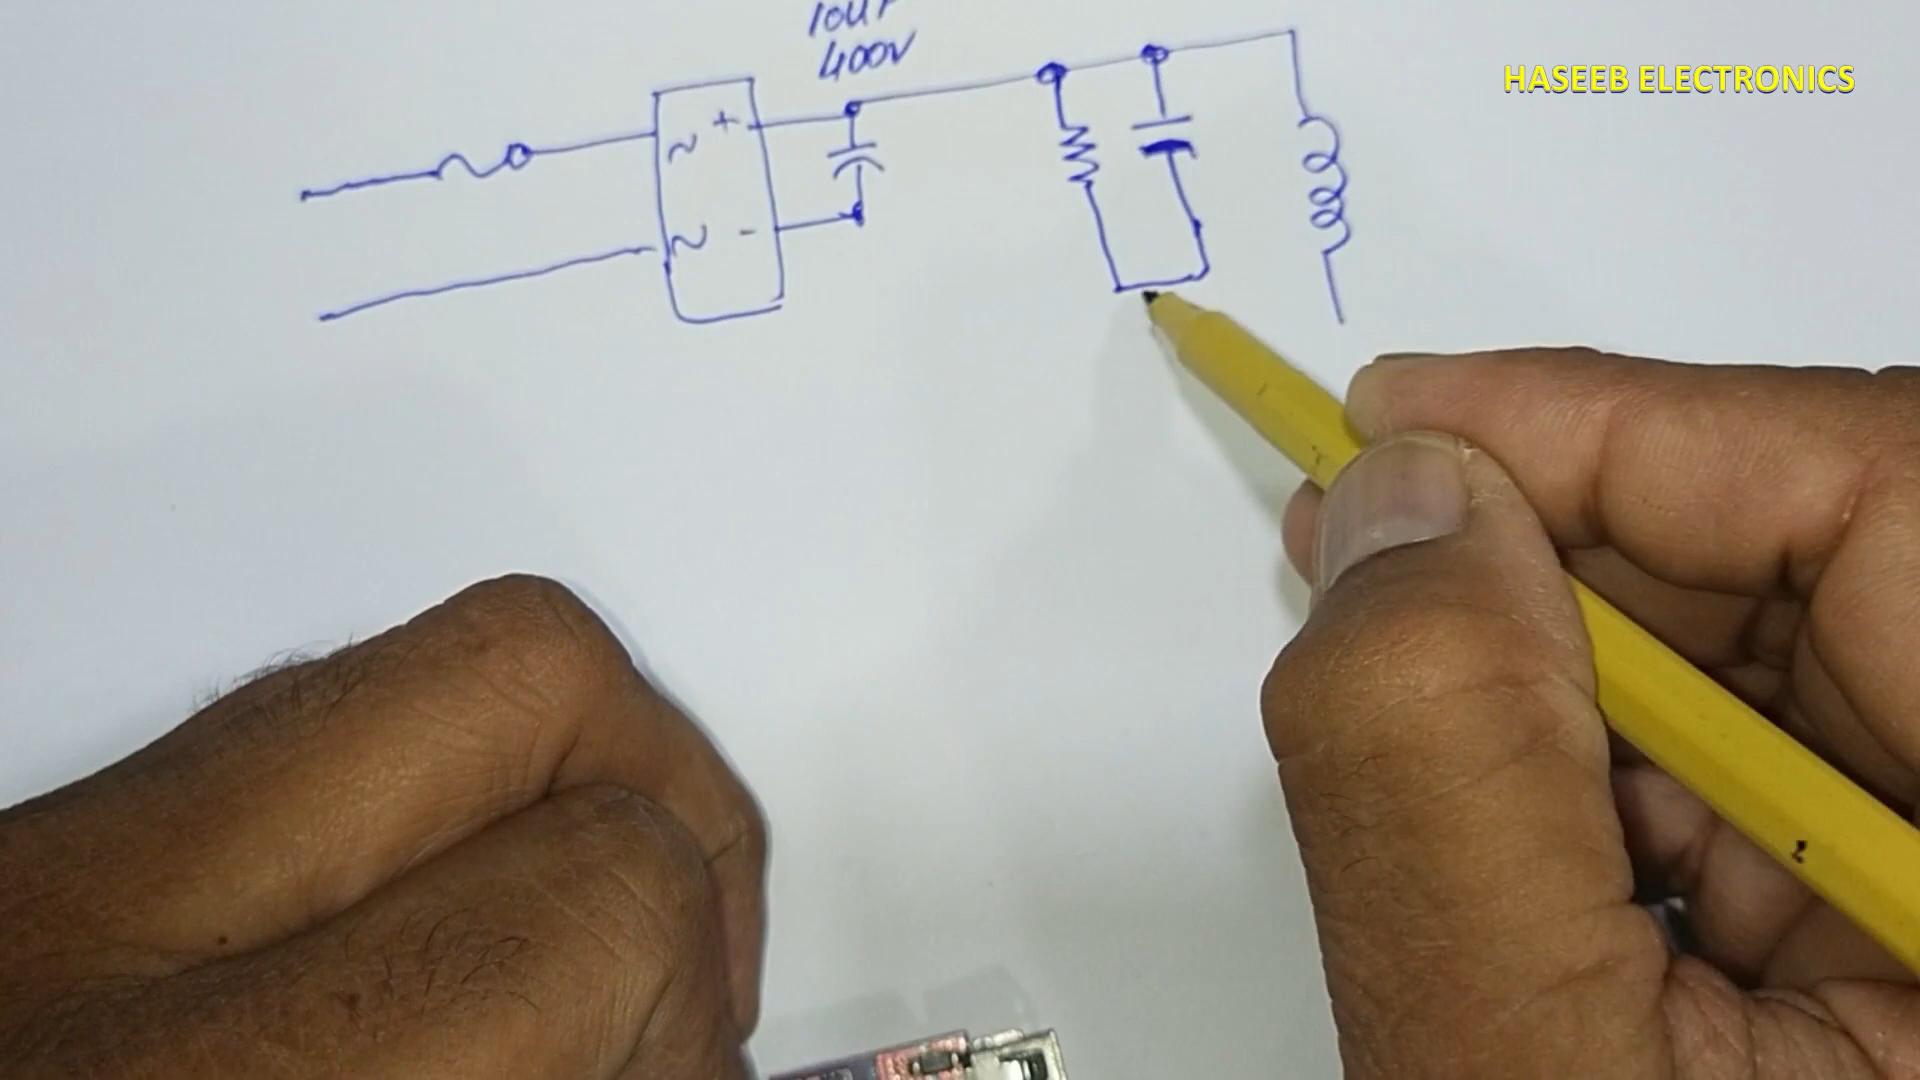 10uF
400V
HASEEB ELECTRONICS
~ +
~ -